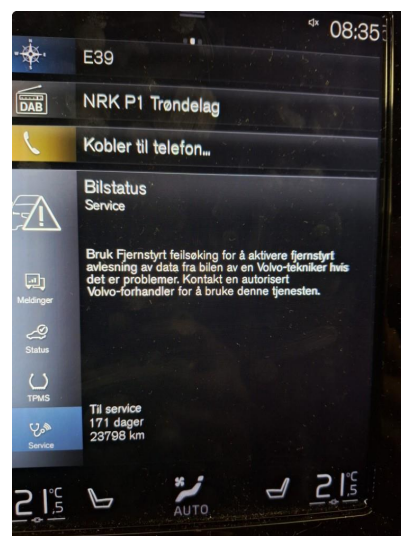 08:35
E39
DAB
NRK P1 Trøndelag
Kobler til telefon...
Bilstatus
Service
Bruk Fjernstyrt feilsøking for å aktivere fjernstyrt
avlesning av data fra bilen av en Volvo-tekniker hvis
det er problemer. Kontakt en autorisert
Volvo-forhandler for å bruke denne tjenesten.
Meldinger
Status
TPMS
Service
Til service
171 dager
23798 km
21,5 °C
AUTO
21,5 °C